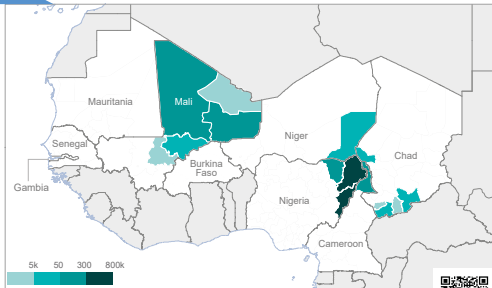 Mauritania
Mali
Niger
Chad
Senegal
Gambia
Burkina
Faso
Nigeria
Cameroon
5k 50 300 800k